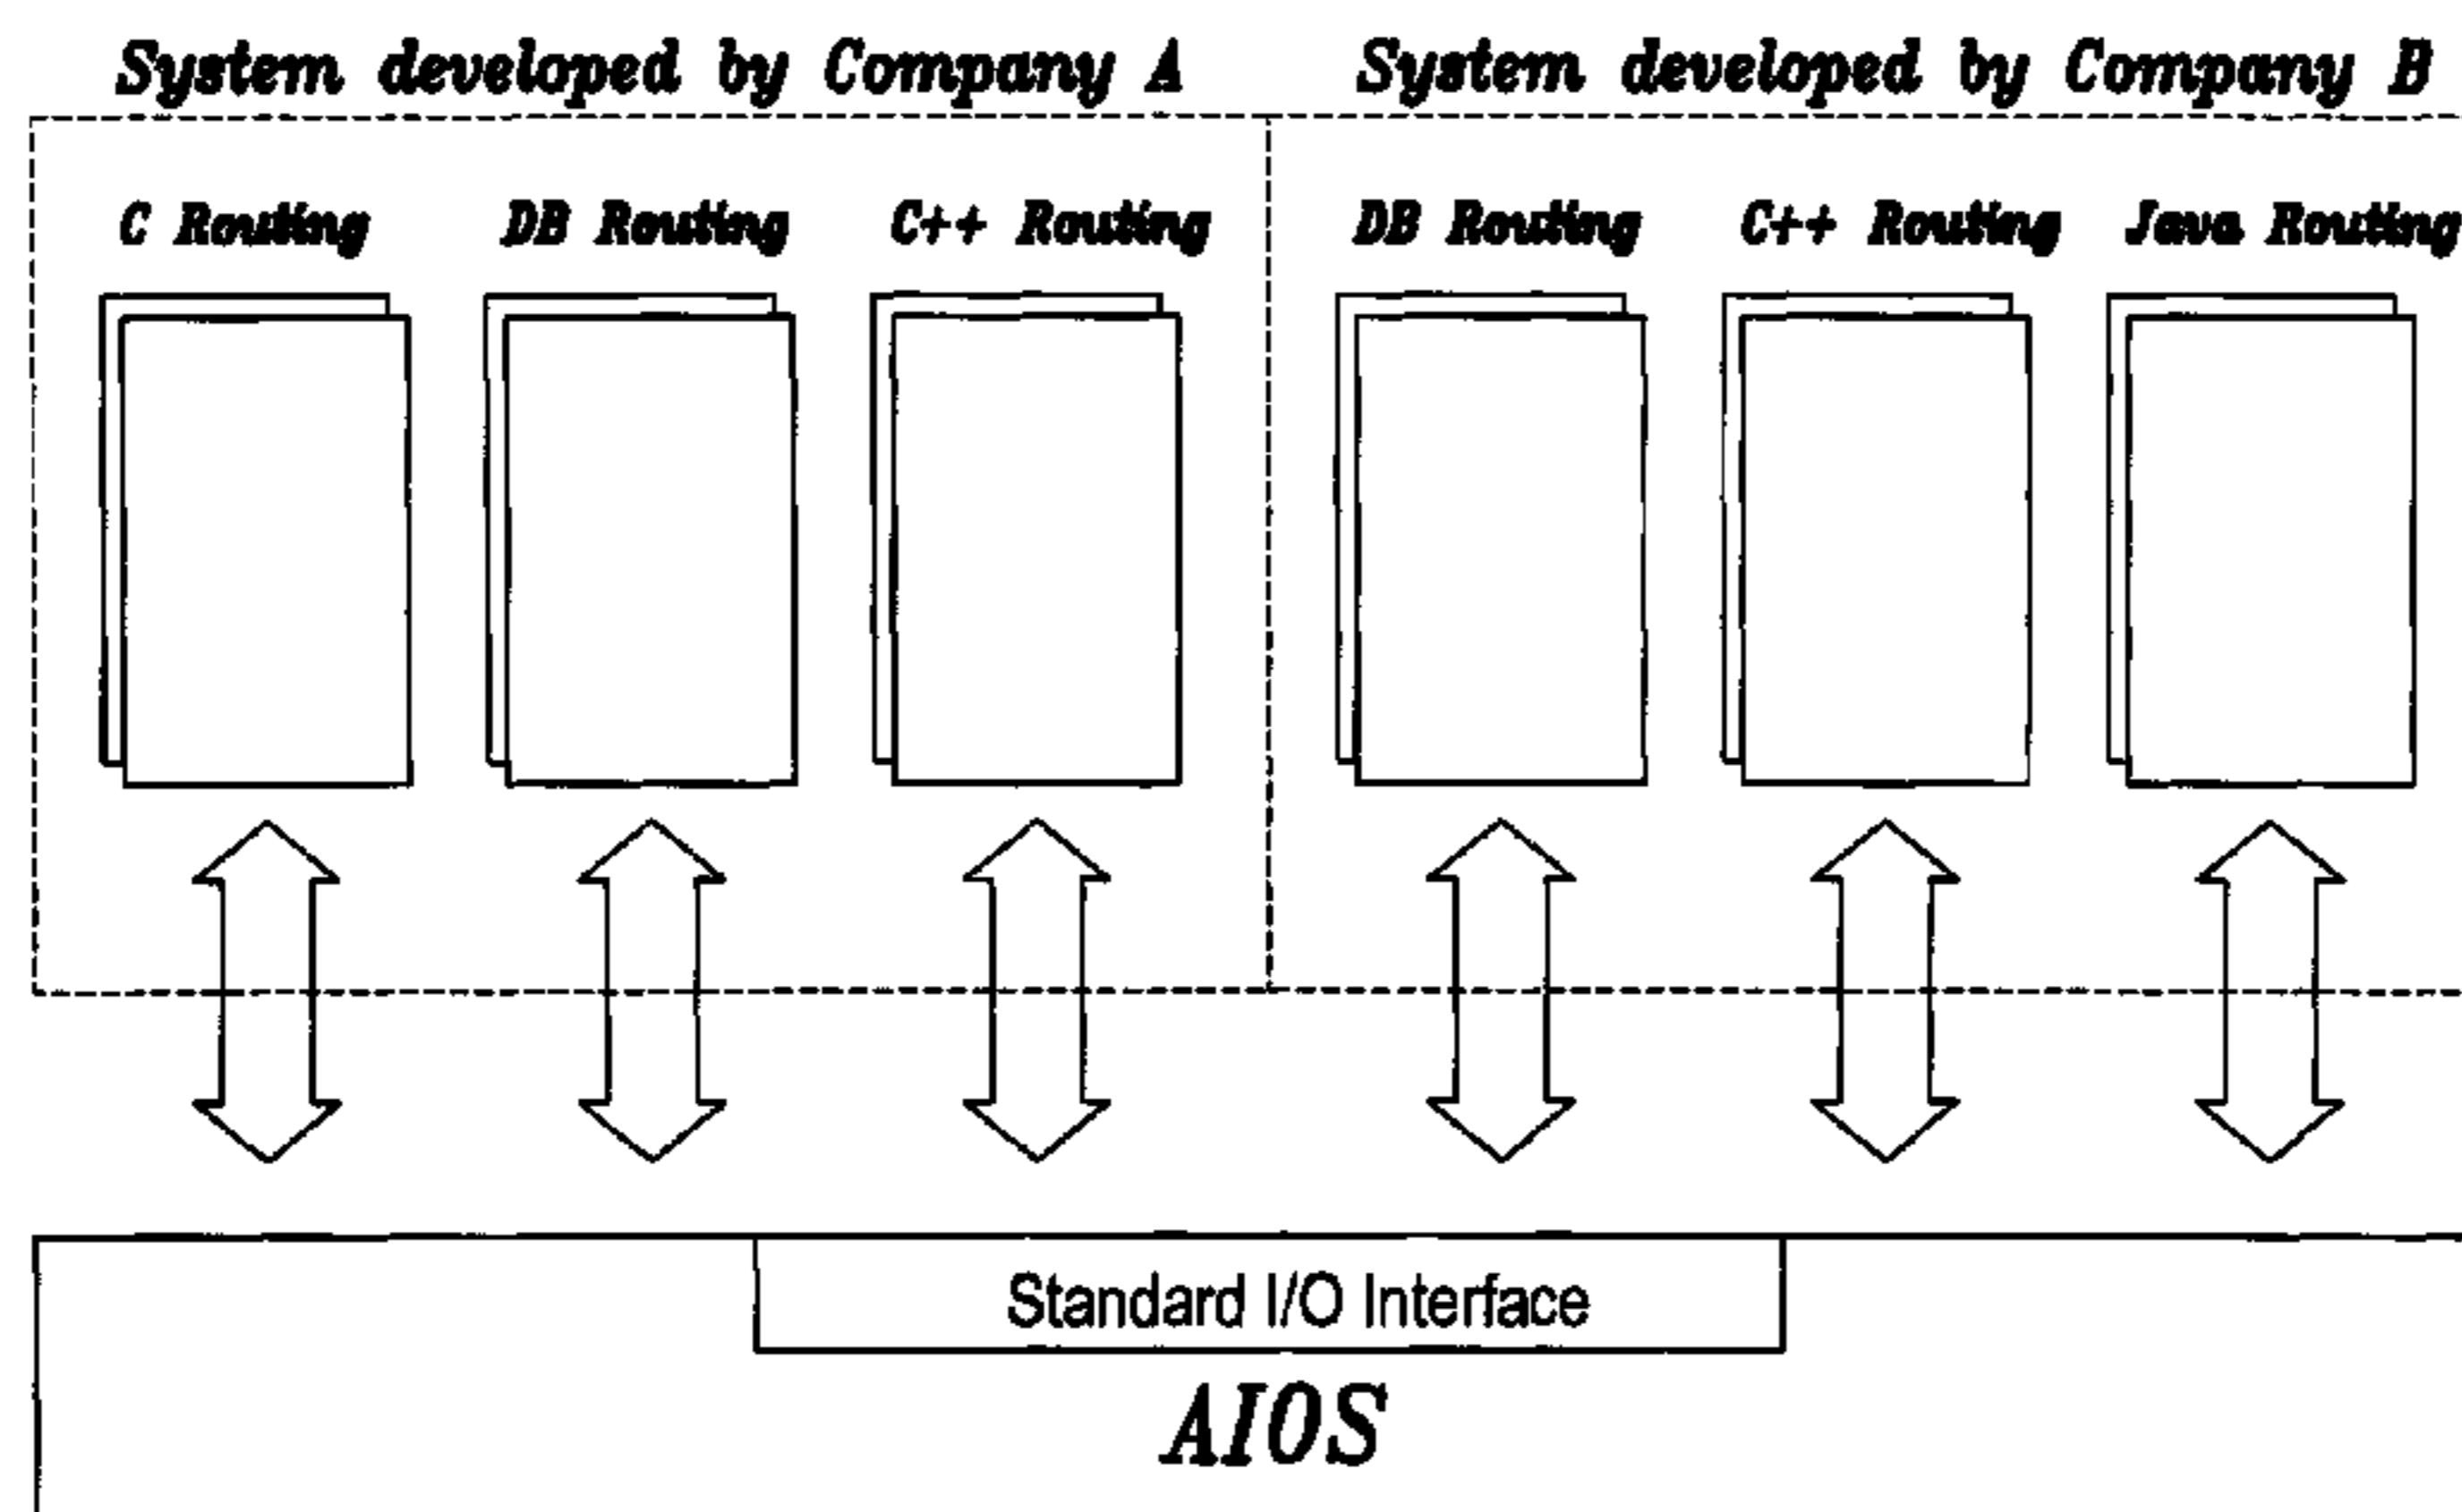 System developed by Company A System developed by Company B
C Routing DB Routing C++ Routing DB Routing C++ Routing Java Routing
Standard I/O Interface
AIOS